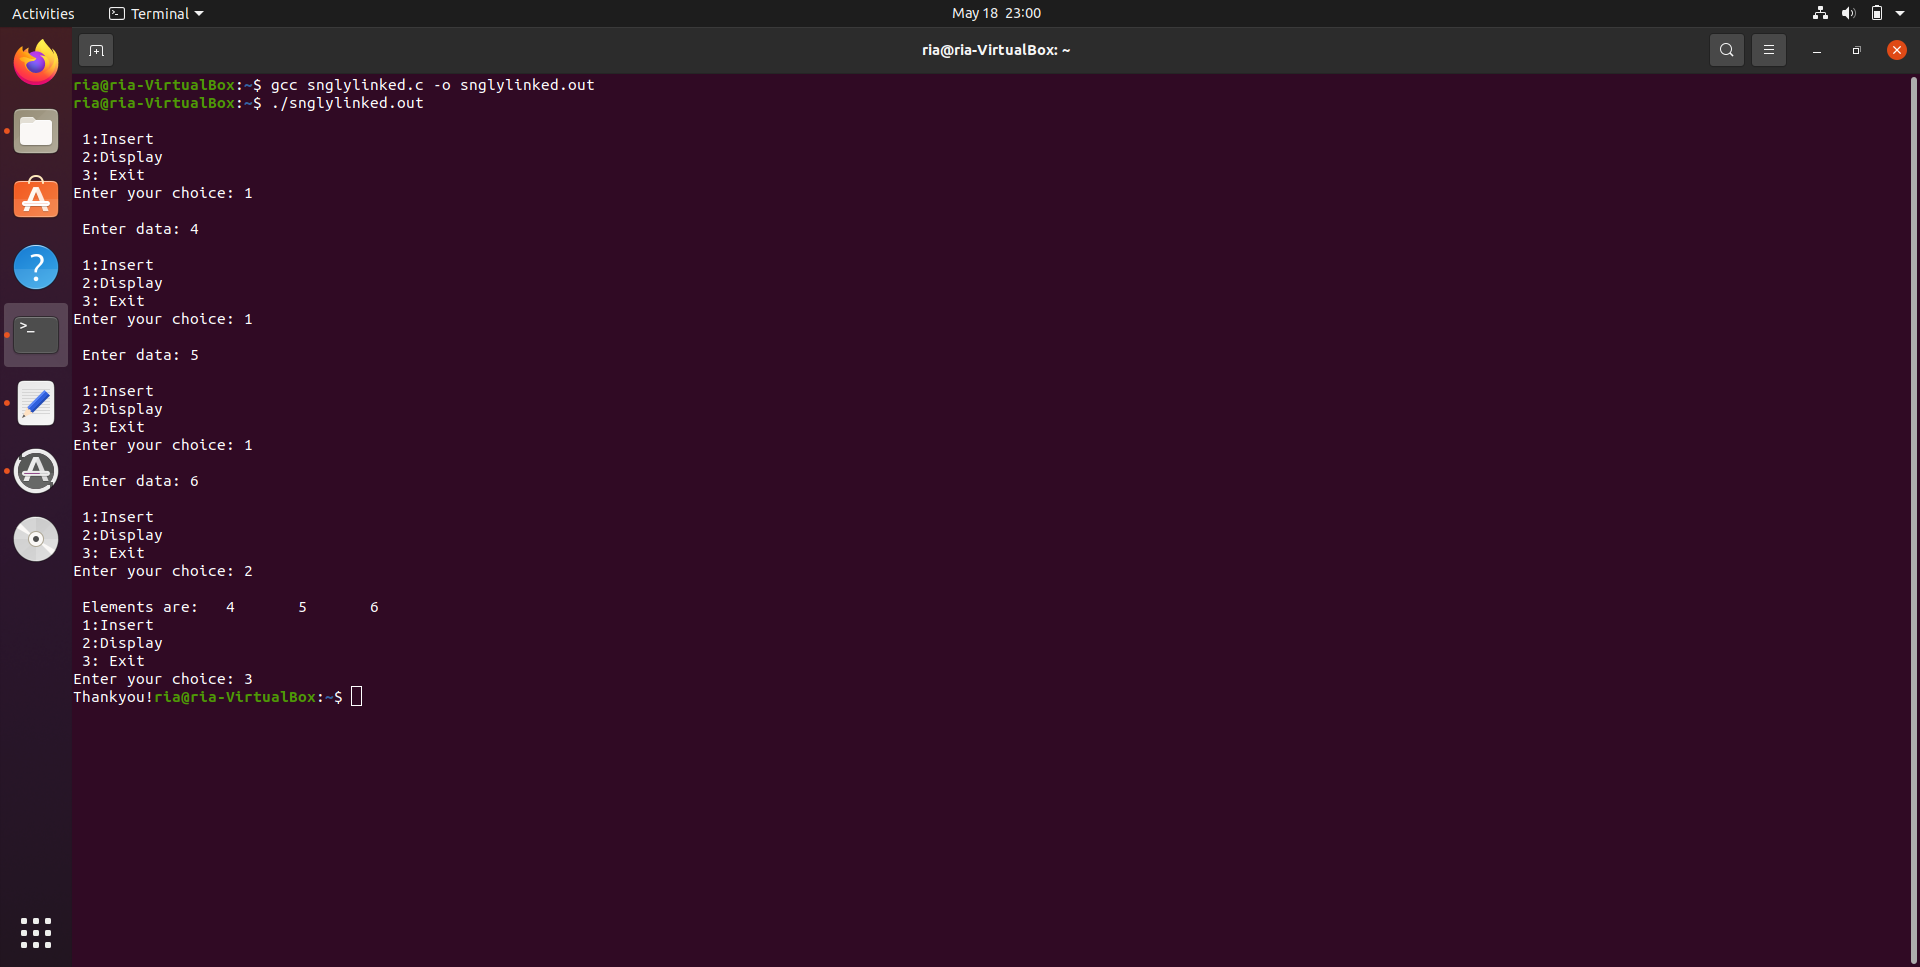 Activities Terminal May 18 23:00
ria@ria-VirtualBox: ~
ria@ria-VirtualBox:~$ gcc snglylinked.c -o snglylinked.out
ria@ria-VirtualBox:~$ ./snglylinked.out
1:Insert
2:Display
3: Exit
Enter your choice: 1
Enter data: 4
1:Insert
2:Display
3: Exit
Enter your choice: 1
Enter data: 5
1:Insert
2:Display
3: Exit
Enter your choice: 1
Enter data: 6
1:Insert
2:Display
3: Exit
Enter your choice: 2
Elements are: 4 5 6
1:Insert
2:Display
3: Exit
Enter your choice: 3
Thankyou!ria@ria-VirtualBox:~$